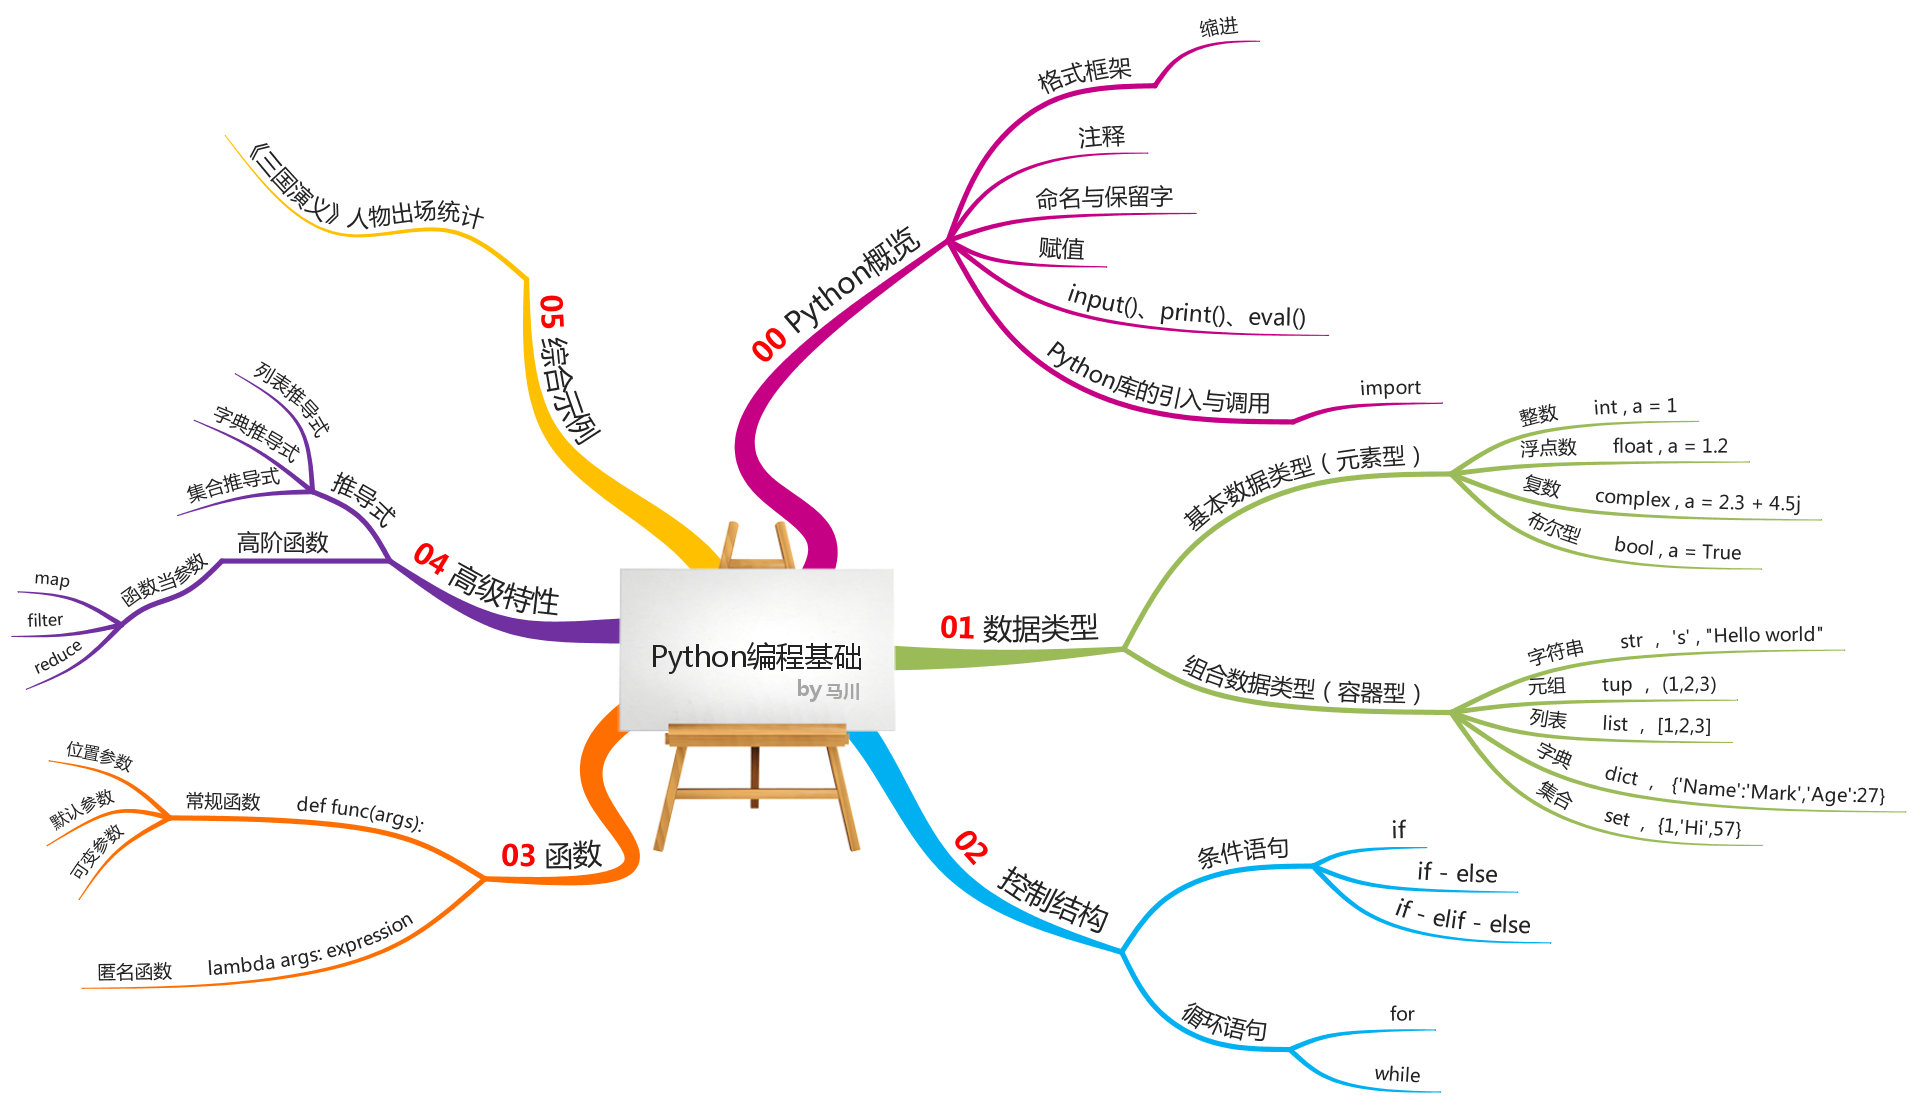 Python编程基础
by 马川
00 Python概览
格式框架
缩进
注释
命名与保留字
赋值
input()、print()、eval()
Python库的引入与调用
import
01 数据类型
基本数据类型（元素型）
整数 int , a = 1
浮点数 float , a = 1.2
复数 complex , a = 2.3 + 4.5j
布尔型 bool , a = True
组合数据类型（容器型）
字符串 str , 's' , "Hello world"
元组 tup , (1,2,3)
列表 list , [1,2,3]
字典 dict , {'Name':'Mark','Age':27}
集合 set , {1,'Hi',57}
02 控制结构
条件语句
if
if - else
if - elif - else
循环语句
for
while
03 函数
常规函数 def func(args):
位置参数
默认参数
可变参数
匿名函数 lambda args: expression
04 高级特性
推导式
列表推导式
字典推导式
集合推导式
高阶函数
函数当参数
map
filter
reduce
05 综合示例
《三国演义》人物出场统计